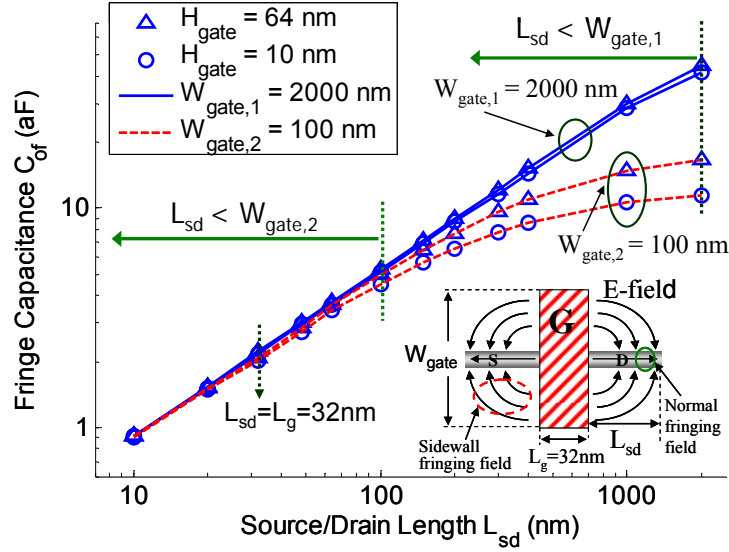 H_gate = 64 nm
H_gate = 10 nm
W_gate,1 = 2000 nm
W_gate,2 = 100 nm
L_sd < W_gate,1
W_gate,1 = 2000 nm
L_sd < W_gate,2
W_gate,2 = 100 nm
L_sd=L_g=32nm
E-field
G
S
D
W_gate
Sidewall
fringing field
L_g=32nm
L_sd
Normal
fringing
field
Fringe Capacitance C_of (aF)
10
1
10
100
1000
Source/Drain Length L_sd (nm)